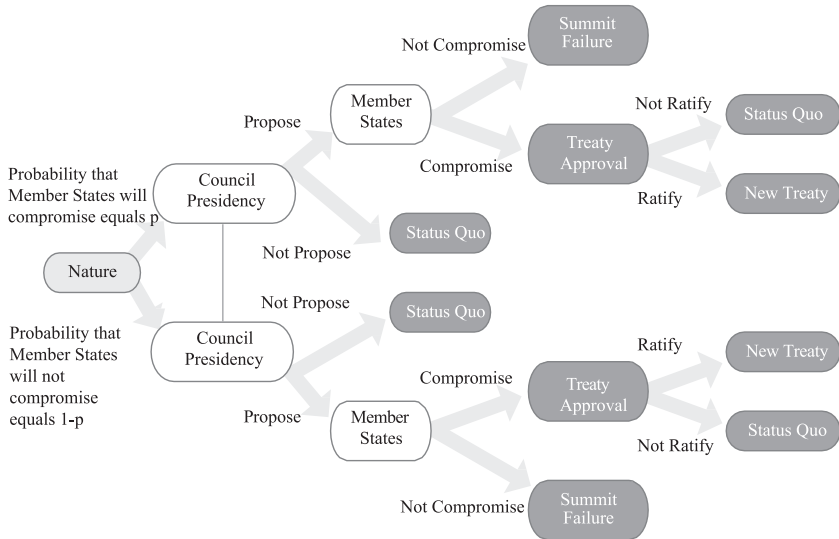 Summit
Failure
Not Compromise
Member
States
Not Ratify
Status Quo
Propose
Treaty
Approval
Compromise
Ratify
New Treaty
Probability that
Member States will
compromise equals p
Council
Presidency
Status Quo
Not Propose
Nature
Not Propose
Status Quo
Probability that
Member States
will not
compromise
equals 1-p
Council
Presidency
Ratify
New Treaty
Compromise
Treaty
Approval
Propose
Member
States
Status Quo
Not Ratify
Not Compromise
Summit
Failure